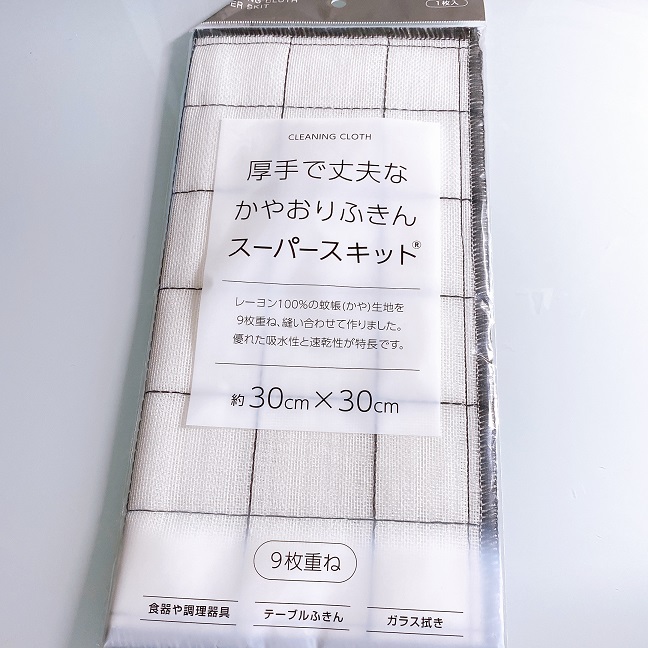 CLOTH
1枚入
CLEANING CLOTH
厚手で丈夫な
かやおりふきん
スーパースキット®
レーヨン100%の蚊帳(かや)生地を
9枚重ね、縫い合わせて作りました。
優れた吸水性と速乾性が特長です。
約30cm×30cm
9枚重ね
食器や調理器具 テーブルふきん ガラス拭き